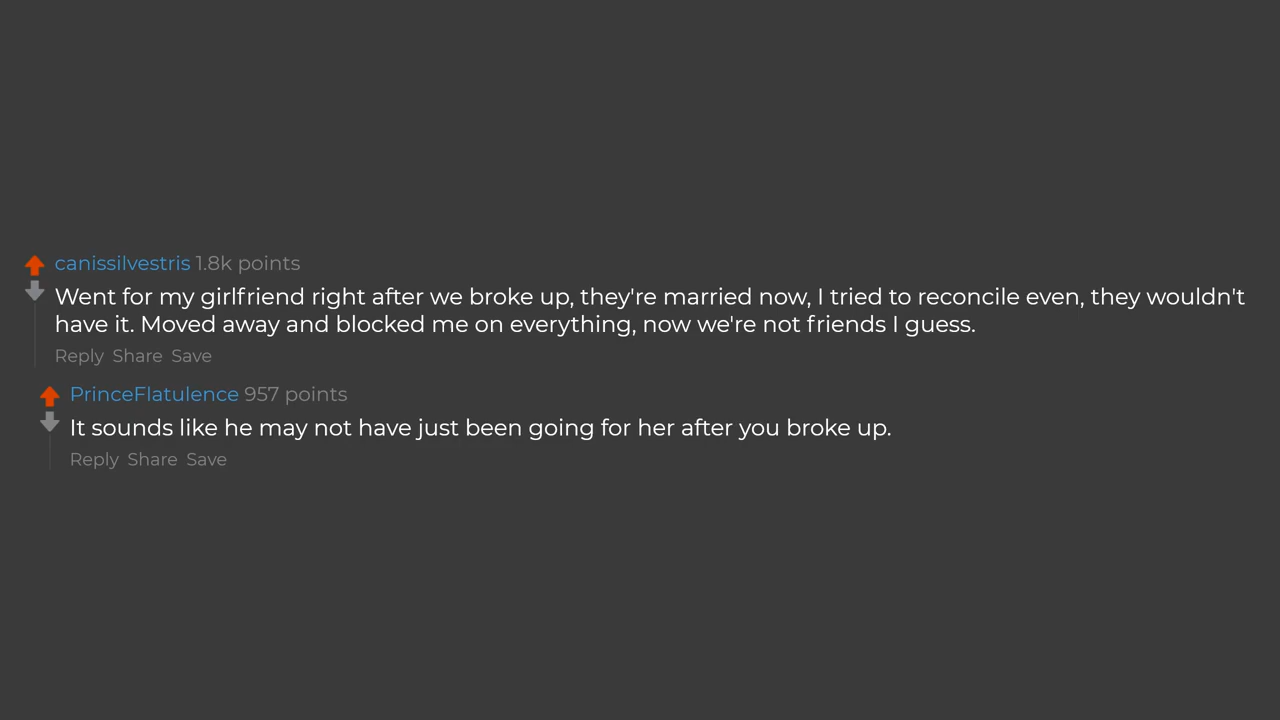 canissilvestris 1.8k points
Went for my girlfriend right after we broke up, they're married now, I tried to reconcile even, they wouldn't
have it. Moved away and blocked me on everything, now we're not friends I guess.
Reply Share Save
PrinceFlatulence 957 points
It sounds like he may not have just been going for her after you broke up.
Reply Share Save